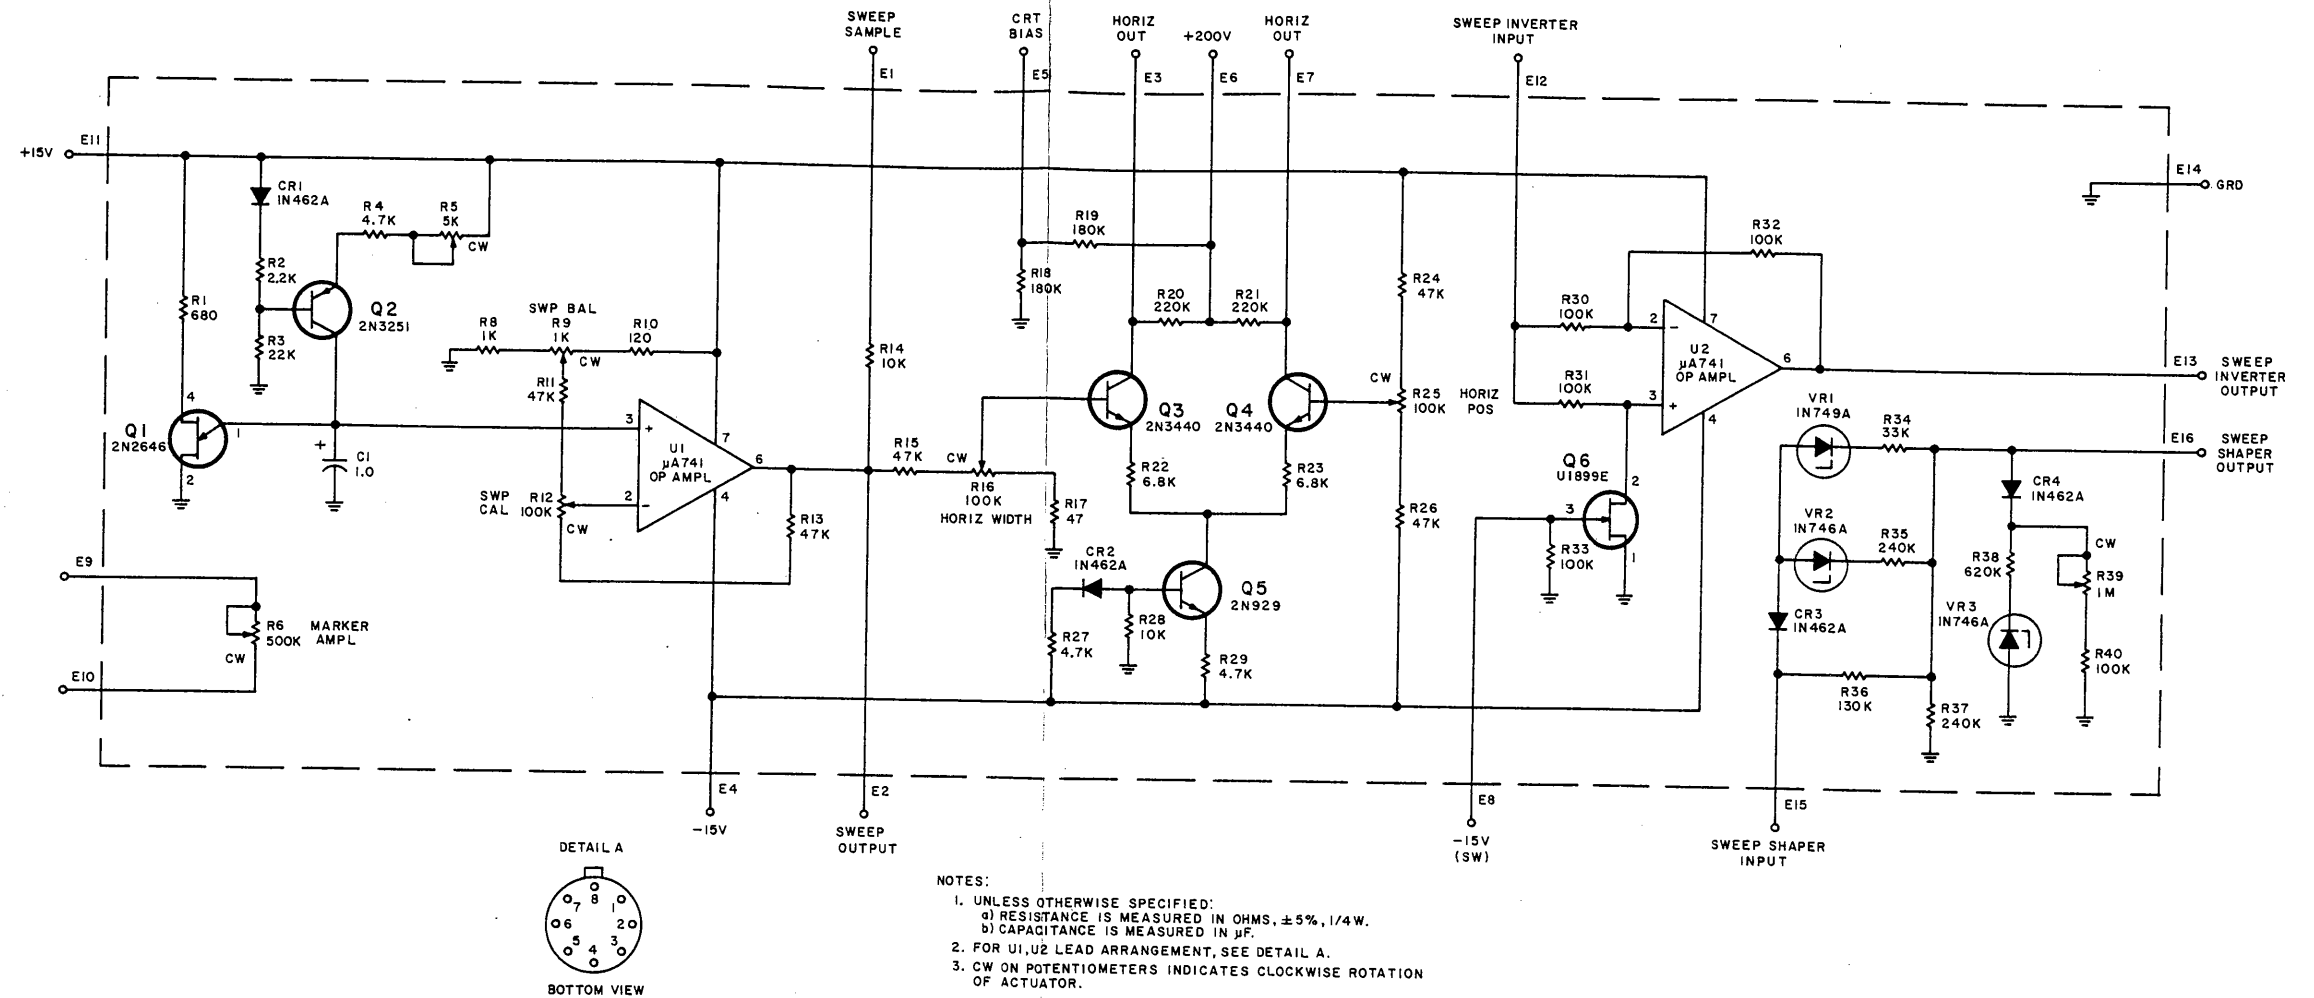 SWEEP
SAMPLE
E1
CRT
BIAS
E5
HORIZ
OUT
E3
+200V
E6
HORIZ
OUT
E7
SWEEP INVERTER
INPUT
E12
+15V
E11
E14
GRD
CR1
1N462A
R4
4.7K
R5
5K
CW
R2
2.2K
R1
680
R3
22K
Q2
2N3251
R19
180K
R18
180K
R32
100K
R24
47K
R20
220K
R21
220K
R30
100K
SWP BAL
R8
1K
R9
1K
CW
R10
120
R11
47K
R14
10K
4
Q1
2N2646
1
2
+
C1
1.0
3
+
7
U1
µA741
OP AMPL
6
2
-
4
SWP
CAL
R12
100K
CW
R13
47K
R15
47K
CW
R16
100K
HORIZ WIDTH
R17
47
Q3
2N3440
Q4
2N3440
R22
6.8K
R23
6.8K
CW
R25
100K
HORIZ
POS
R26
47K
R31
100K
2
-
7
U2
µA741
OP AMPL
6
3
+
4
E13
SWEEP
INVERTER
OUTPUT
VR1
1N749A
R34
33K
E16
SWEEP
SHAPER
OUTPUT
Q6
U1899E
2
3
1
R33
100K
VR2
1N746A
R35
240K
CR4
1N462A
R38
620K
CW
R39
1M
VR3
1N746A
R40
100K
CR3
1N462A
R36
130K
R37
240K
CR2
1N462A
Q5
2N929
R27
4.7K
R28
10K
R29
4.7K
E9
R6
500K
MARKER
AMPL
CW
E10
E4
-15V
E2
SWEEP
OUTPUT
E8
-15V
(SW)
E15
SWEEP SHAPER
INPUT
DETAIL A
8
7
1
6
2
5
3
4
BOTTOM VIEW
NOTES:
1. UNLESS OTHERWISE SPECIFIED:
a) RESISTANCE IS MEASURED IN OHMS, ±5%, 1/4W.
b) CAPACITANCE IS MEASURED IN µF.
2. FOR U1,U2 LEAD ARRANGEMENT, SEE DETAIL A.
3. CW ON POTENTIOMETERS INDICATES CLOCKWISE ROTATION
OF ACTUATOR.